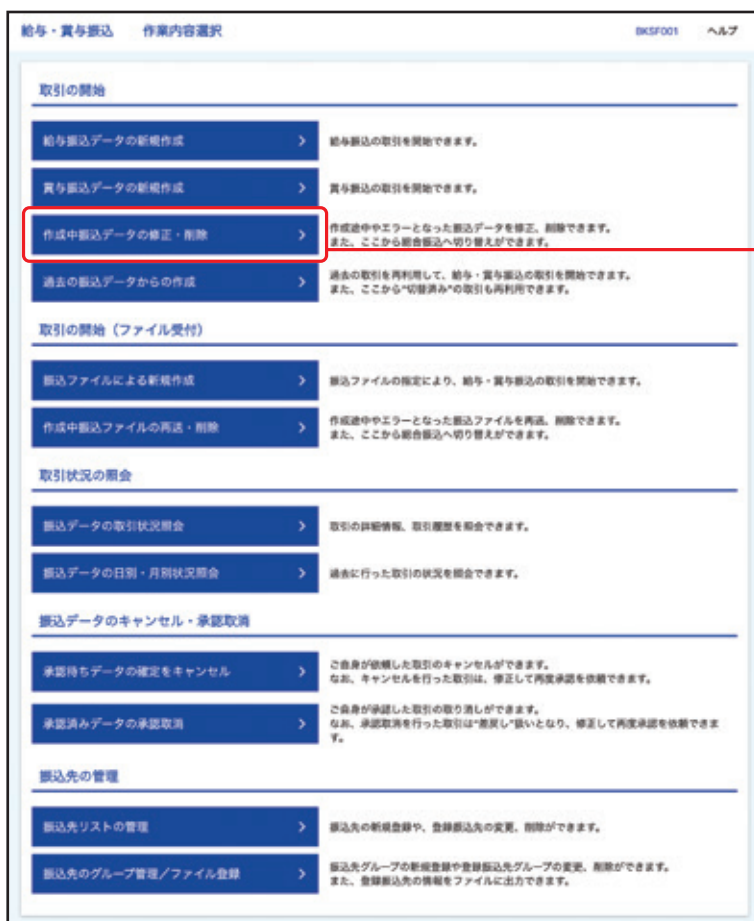 給与・賞与振込 作業内容選択 BKSF001 ヘルプ
取引の開始
給与振込データの新規作成 給与振込の取引を開始できます。
賞与振込データの新規作成 賞与振込の取引を開始できます。
作成中振込データの修正・削除 作成途中やエラーとなった振込データを修正、削除できます。
また、ここから総合振込へ切り替えができます。
過去の振込データからの作成 過去の取引を再利用して、給与・賞与振込の取引を開始できます。
また、ここから“切替済み”の取引も再利用できます。
取引の開始（ファイル受付）
振込ファイルによる新規作成 振込ファイルの指定により、給与・賞与振込の取引を開始できます。
作成中振込ファイルの再送・削除 作成途中やエラーとなった振込ファイルを再送、削除できます。
また、ここから総合振込へ切り替えができます。
取引状況の照会
振込データの取引状況照会 取引の詳細情報、取引履歴を照会できます。
振込データの日別・月別状況照会 過去に行った取引の状況を照会できます。
振込データのキャンセル・承認取消
承認待ちデータの確定をキャンセル ご自身が依頼した取引のキャンセルができます。
なお、キャンセルを行った取引は、修正して再度承認を依頼できます。
承認済みデータの承認取消 ご自身が承認した取引の取り消しができます。
なお、承認取消を行った取引は“差戻し”扱いとなり、修正して再度承認を依頼できま
す。
振込先の管理
振込先リストの管理 振込先の新規登録や、登録振込先の変更、削除ができます。
振込先のグループ管理／ファイル登録 振込先グループの新規登録や登録振込先グループの変更、削除ができます。
また、登録振込先の情報をファイルに出力できます。